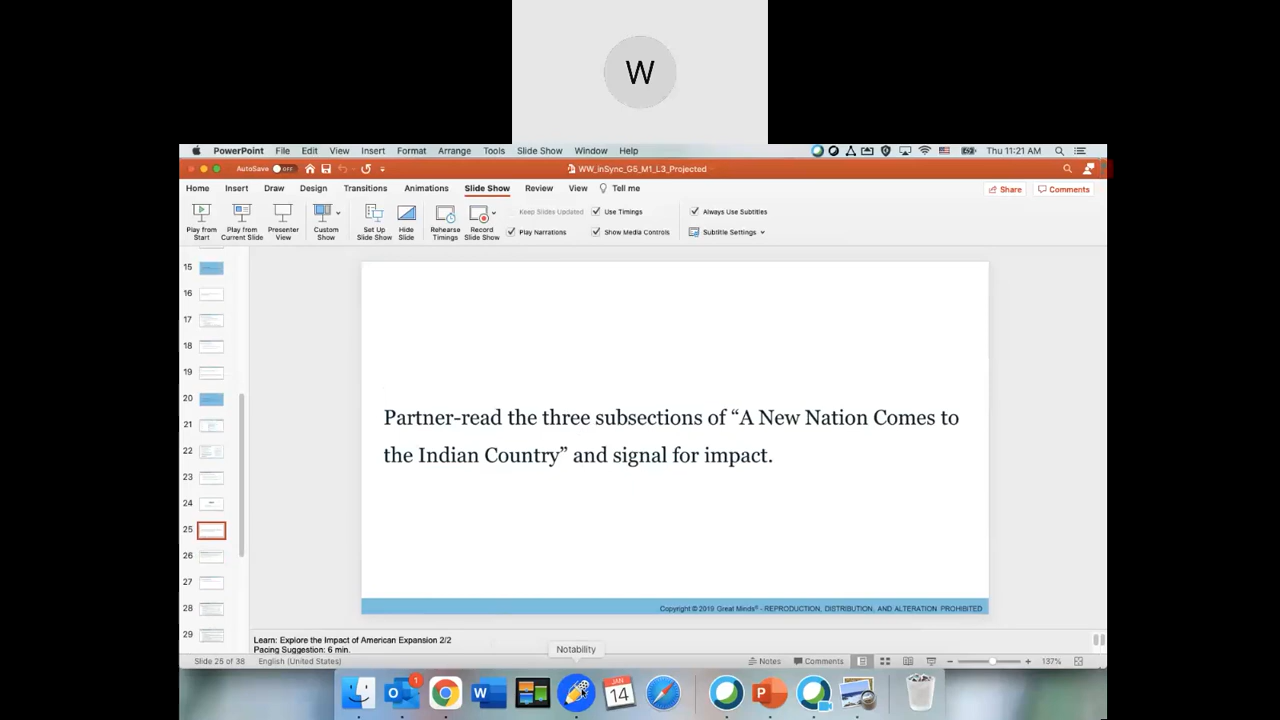 W
PowerPoint File Edit View Insert Format Arrange Tools Slide Show Window Help Thu 11:21 AM
AutoSave OFF WW_InSync_G5_M1_L3_Projected
Home Insert Draw Design Transitions Animations Slide Show Review View Tell me Share Comments
Play from Start
Play from Current Slide
Presenter View
Custom Show
Set Up Slide Show
Hide Slide
Rehearse Timings
Record Slide Show
Keep Slides Updated Use Timings Always Use Subtitles
Play Narrations Show Media Controls Subtitle Settings
15
16
17
18
19
20
21
22
23
24
25
26
27
28
29
Partner-read the three subsections of “A New Nation Comes to
the Indian Country” and signal for impact.
Copyright © 2019 Great Minds® - REPRODUCTION, DISTRIBUTION, AND ALTERATION PROHIBITED
Learn: Explore the Impact of American Expansion 2/2
Pacing Suggestion: 6 min.
Notability
Slide 25 of 38 English (United States) Notes Comments 137%
1
W
JAN
14
P